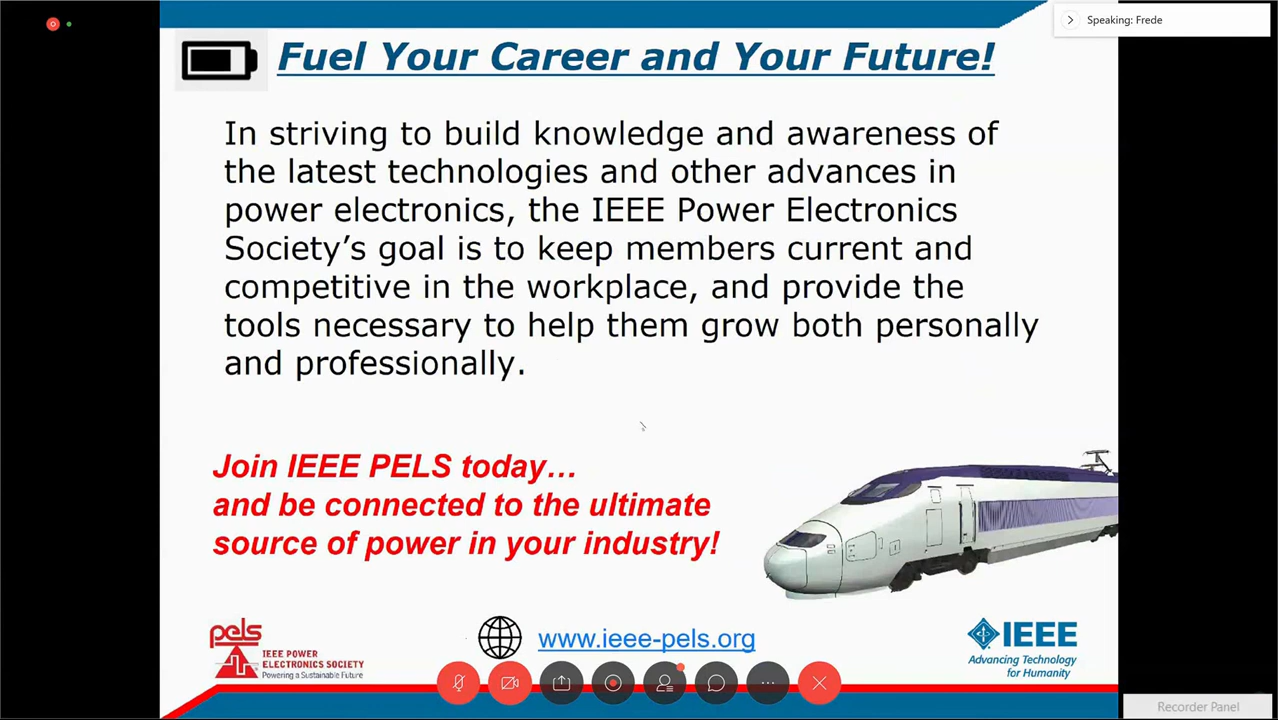 Speaking: Frede
Fuel Your Career and Your Future!
In striving to build knowledge and awareness of
the latest technologies and other advances in
power electronics, the IEEE Power Electronics
Society’s goal is to keep members current and
competitive in the workplace, and provide the
tools necessary to help them grow both personally
and professionally.
Join IEEE PELS today…
and be connected to the ultimate
source of power in your industry!
pels
IEEE POWER
ELECTRONICS SOCIETY
Powering a Sustainable Future
www.ieee-pels.org
IEEE
Advancing Technology
for Humanity
Recorder Panel